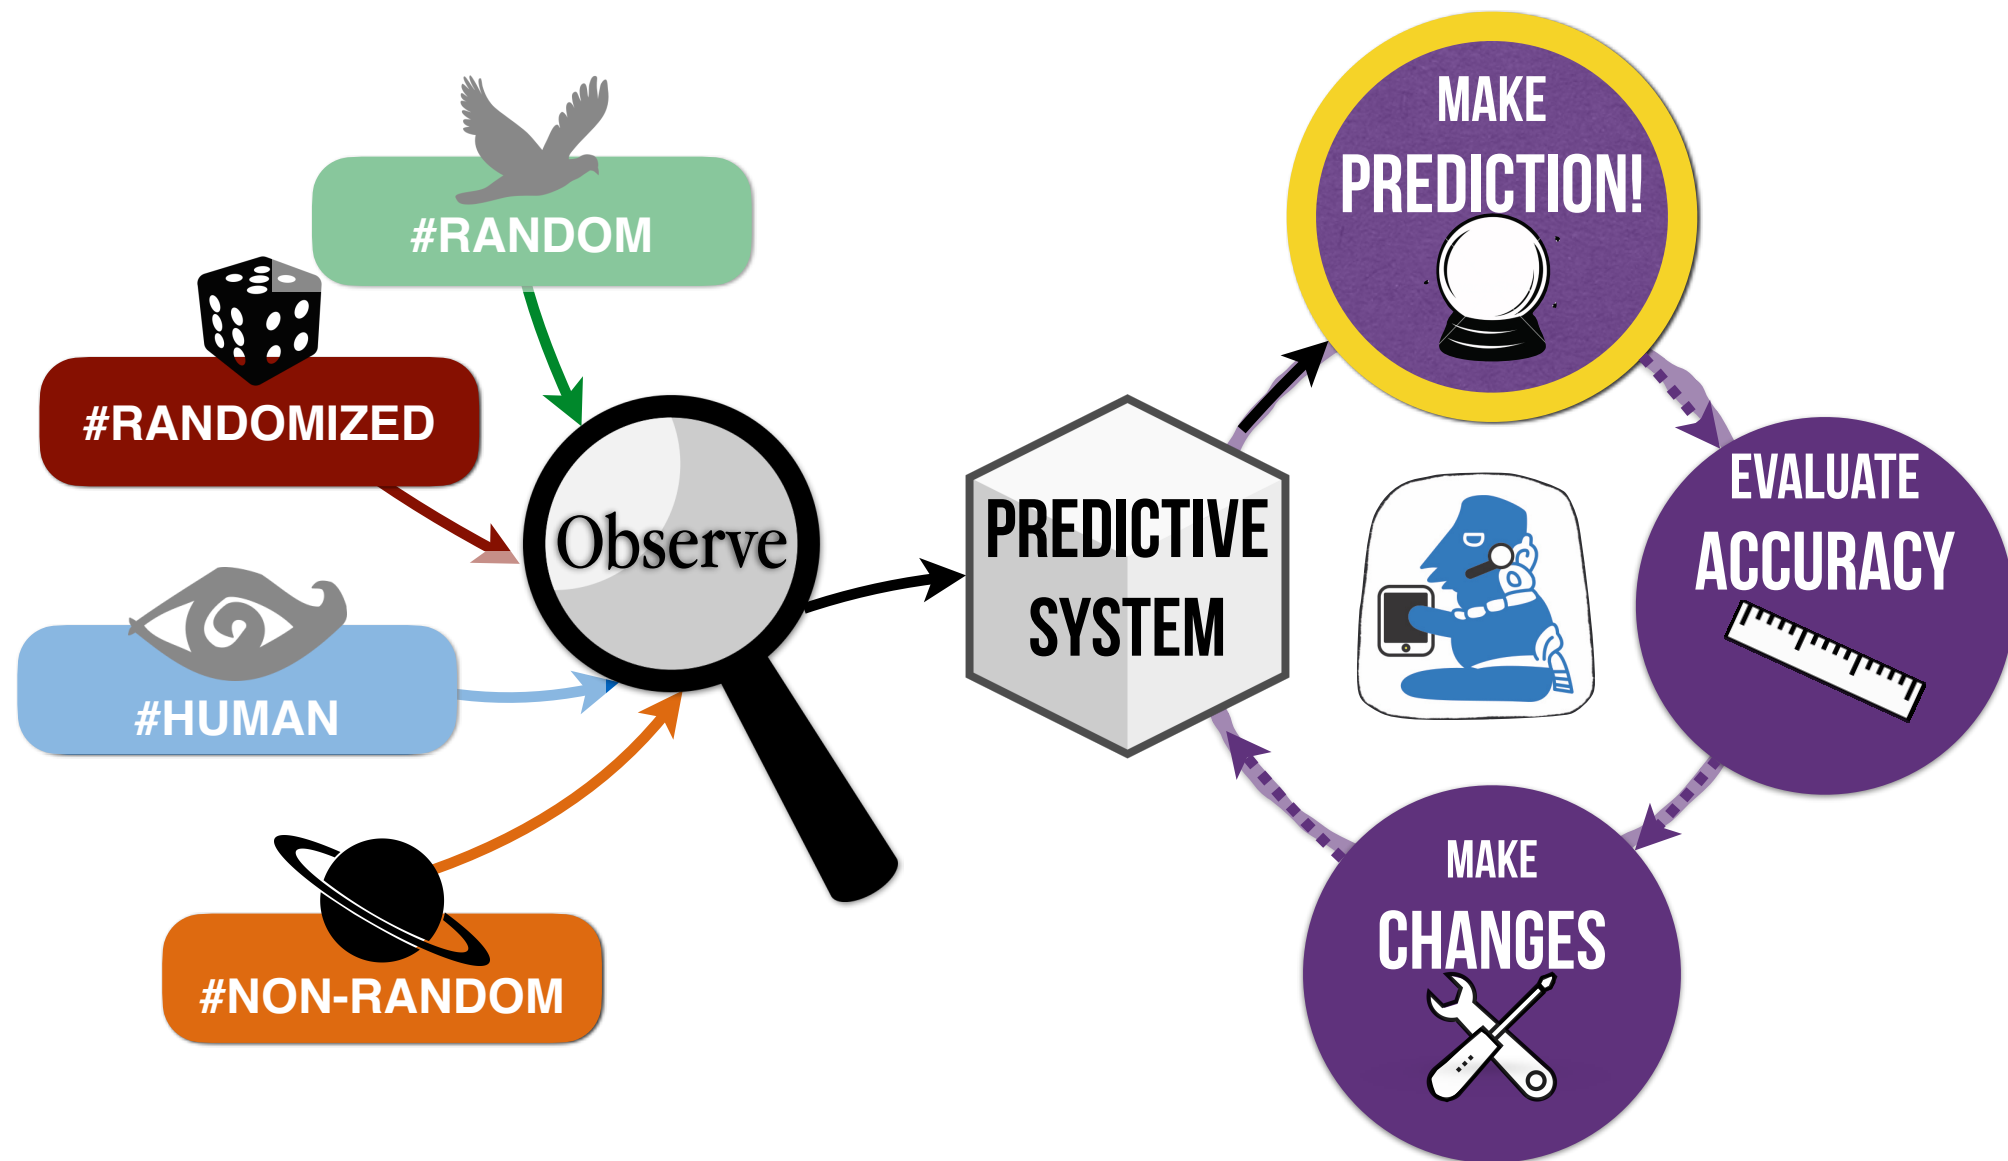 #RANDOM
#RANDOMIZED
#HUMAN
#NON-RANDOM
Observe
PREDICTIVE
SYSTEM
MAKE
PREDICTION!
EVALUATE
ACCURACY
MAKE
CHANGES